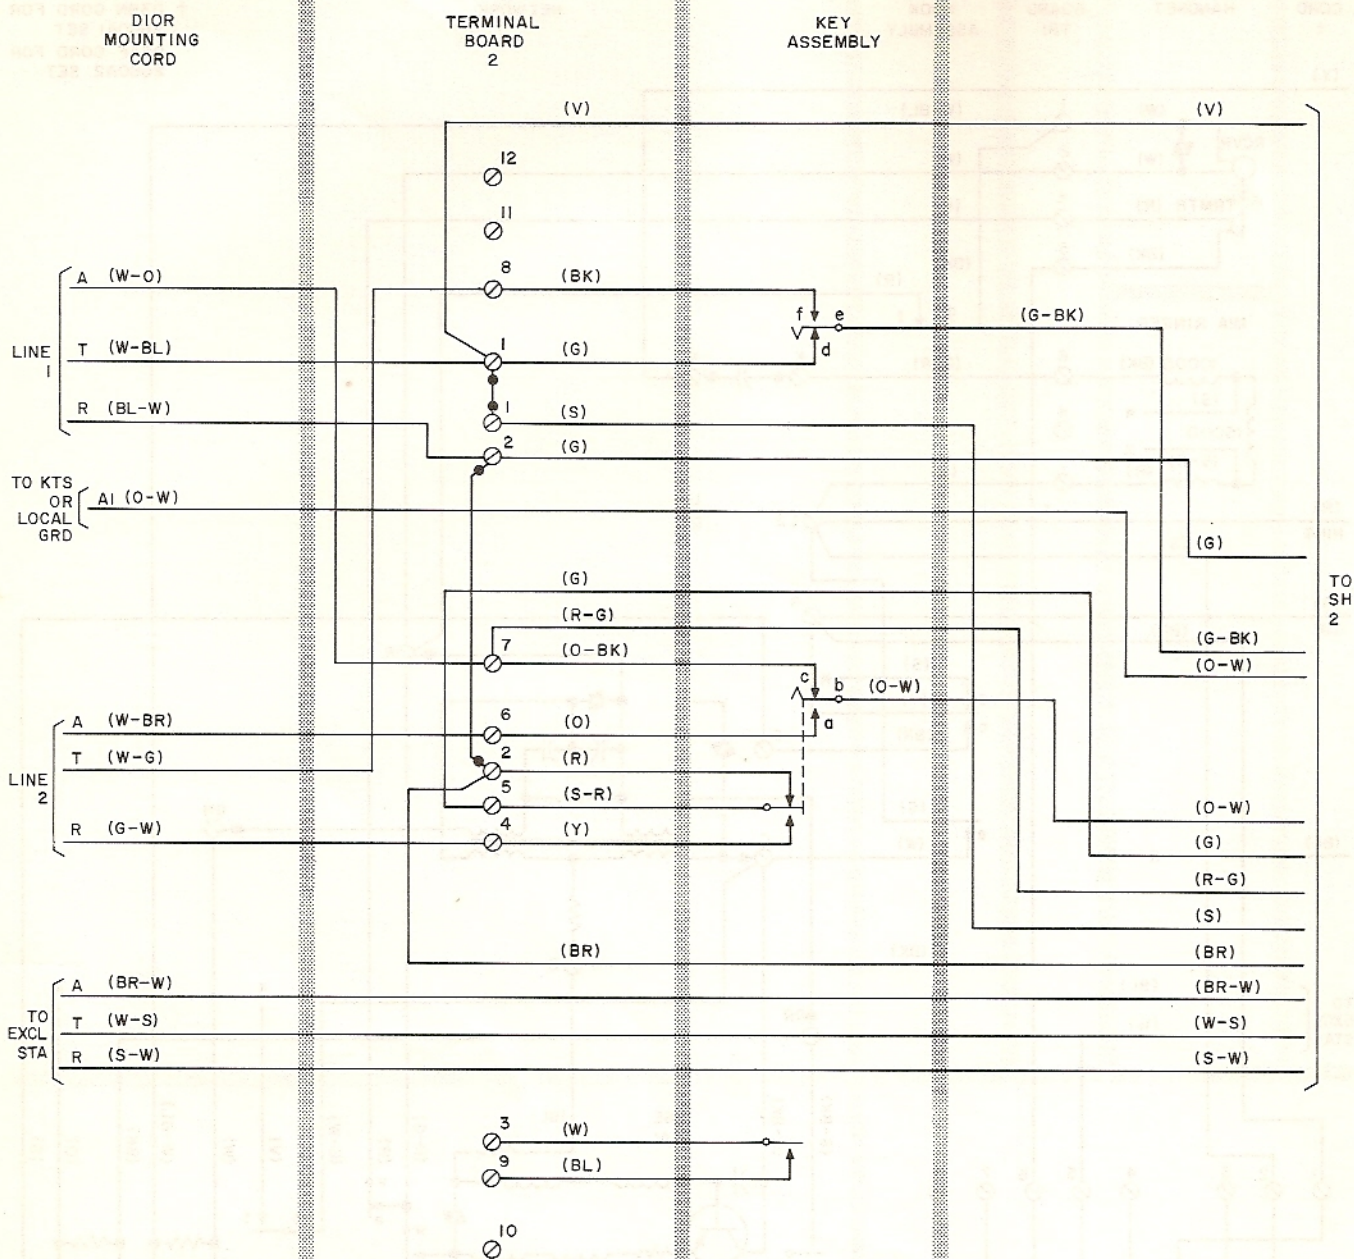 DIOR
MOUNTING
CORD
TERMINAL
BOARD
2
KEY
ASSEMBLY
(V) (V)
12
11
8 (BK)
A (W-O)
f e (G-BK)
LINE
1
T (W-BL)
1 (G) d
R (BL-W)
1 (S)
2 (G)
TO KTS
OR
LOCAL
GRD
A1 (O-W)
(G)
(G)
(R-G)
7 (O-BK)
TO
SH
2
(G-BK)
(O-W)
c b (O-W)
LINE
2
A (W-BR)
6 (O) a
T (W-G)
2 (R)
5 (S-R)
R (G-W)
4 (Y)
(O-W)
(G)
(R-G)
(S)
(BR) (BR)
TO
EXCL
STA
A (BR-W) (BR-W)
T (W-S) (W-S)
R (S-W) (S-W)
3 (W)
9 (BL)
10